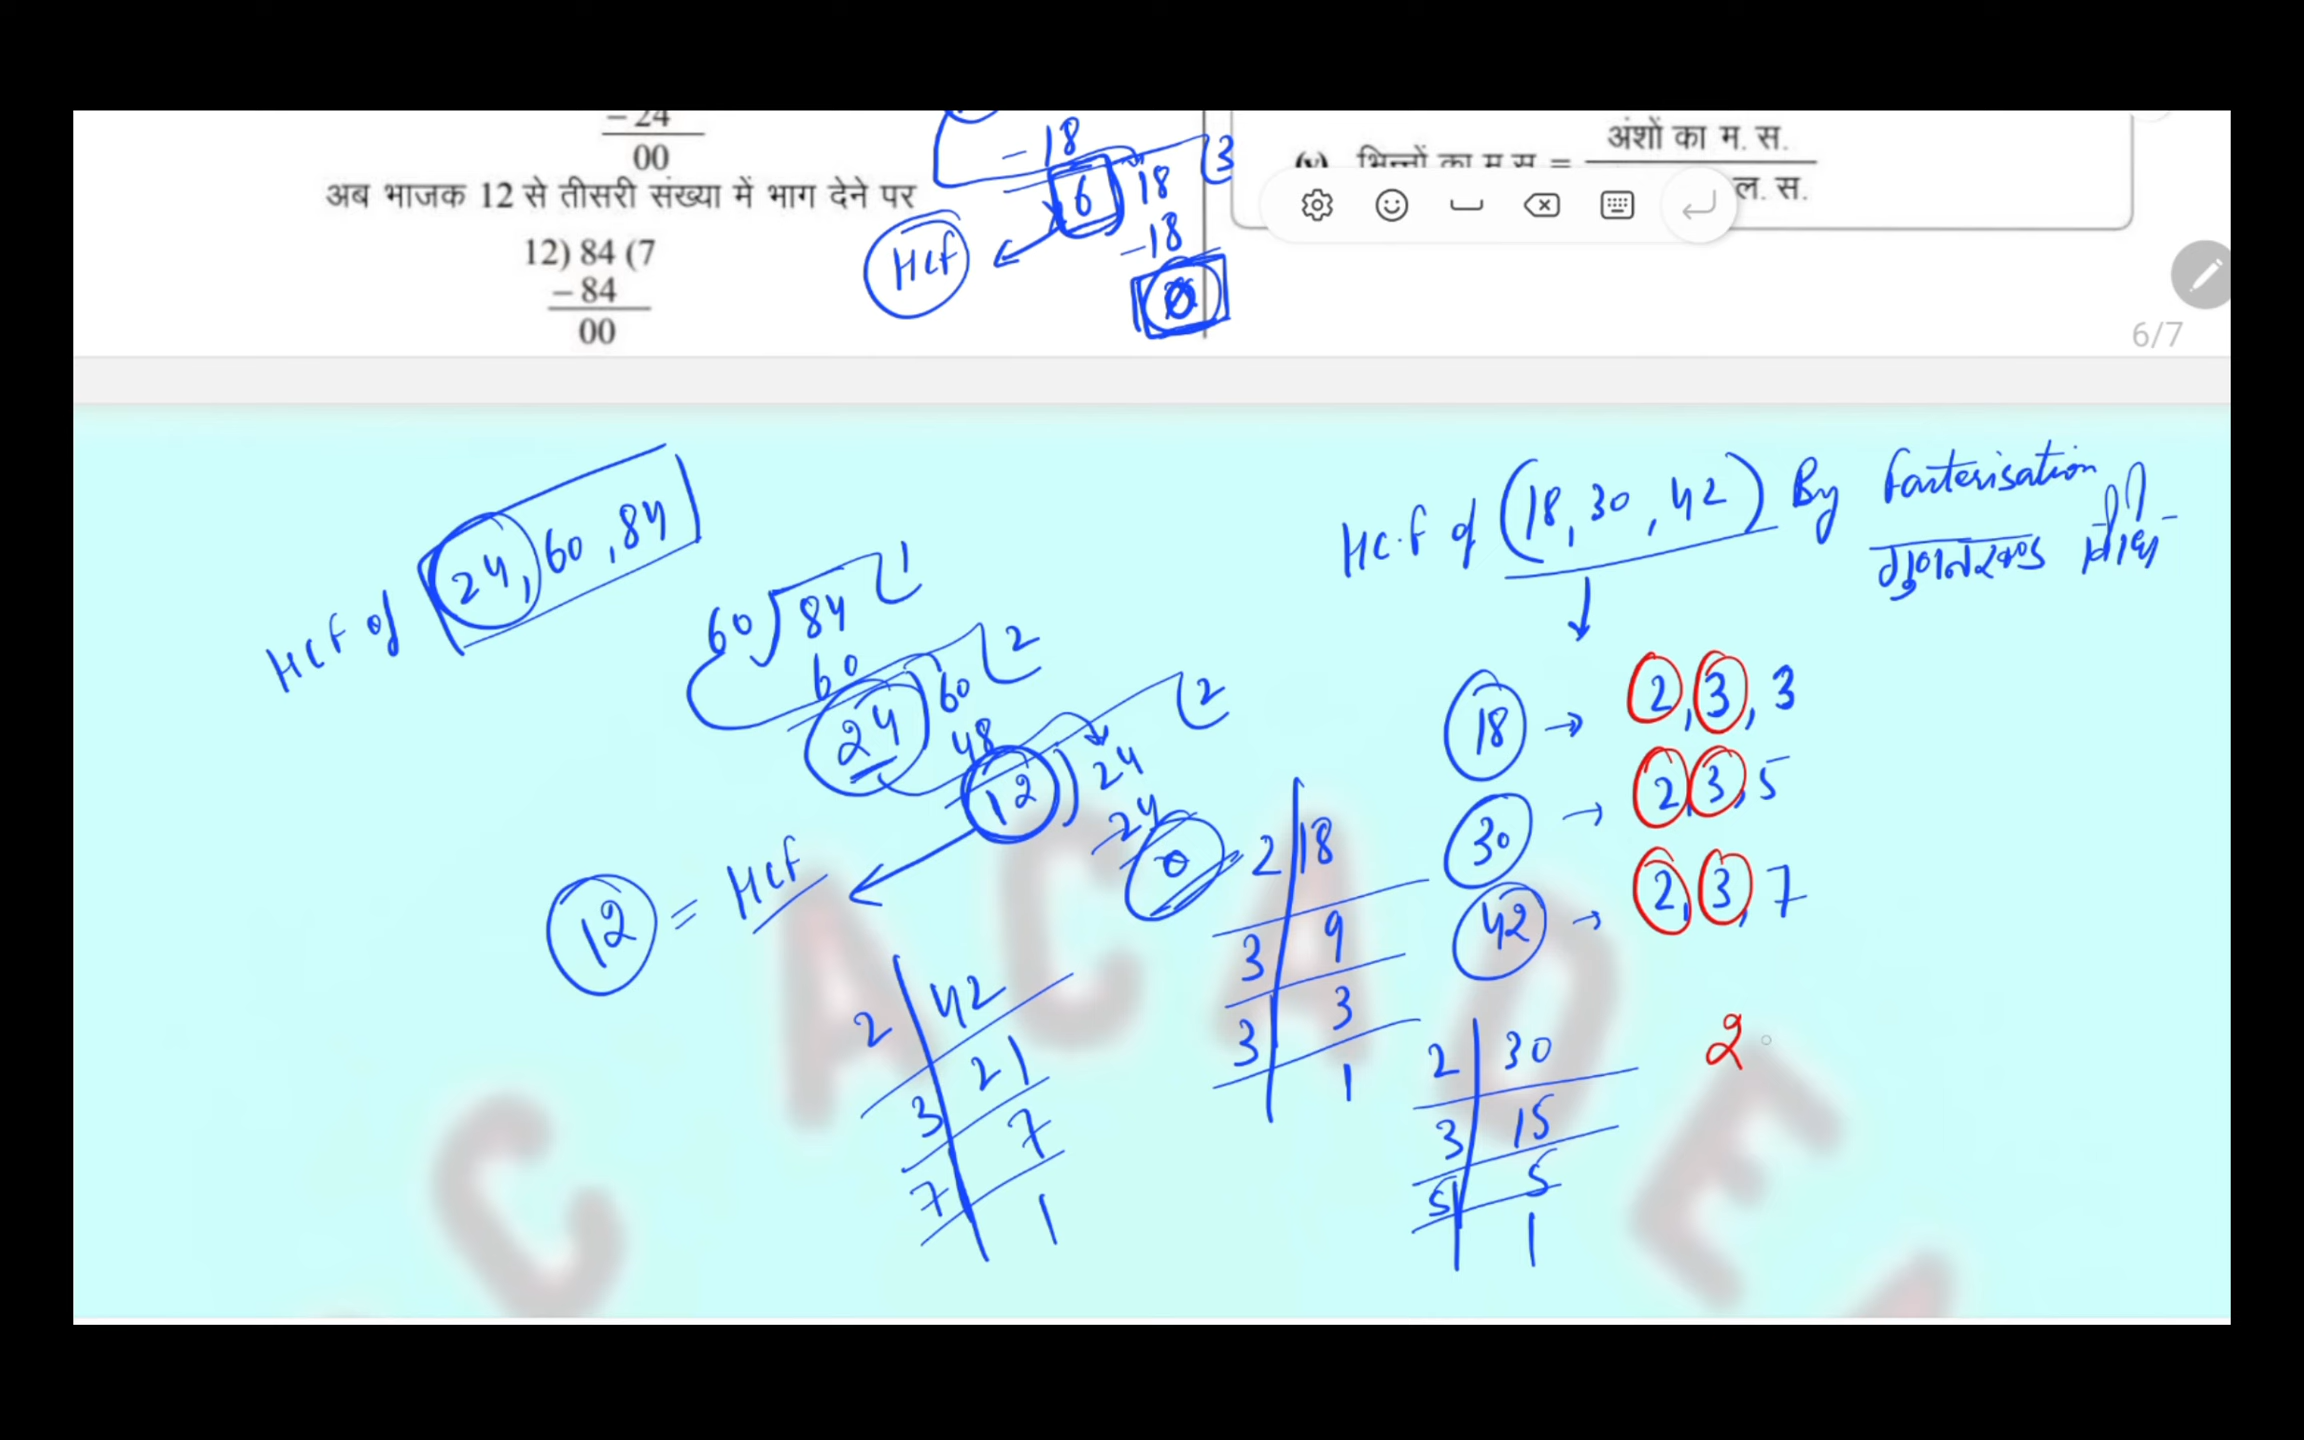 – 24
00
अब भाजक 12 से तीसरी संख्या में भाग देने पर
12) 84 (7
– 84
00
– 18
6) 18 (3
– 18
0
HCF
(v) भिन्नों का म.स. = अंशों का म. स.
ल. स.
6/7
HCF of 24, 60, 84
60) 84 (1
60
24) 60 (2
48
12) 24 (2
24
0
12 = HCF
2 | 42
3 | 21
7 | 7
1
2 | 18
3 | 9
3 | 3
1
H.C.F of (18, 30, 42) By Facterisation
गुणनखण्ड विधि
18 → 2, 3, 3
30 → 2, 3, 5
42 → 2, 3, 7
2 | 30
3 | 15
5 | 5
1
2
ACADE
C